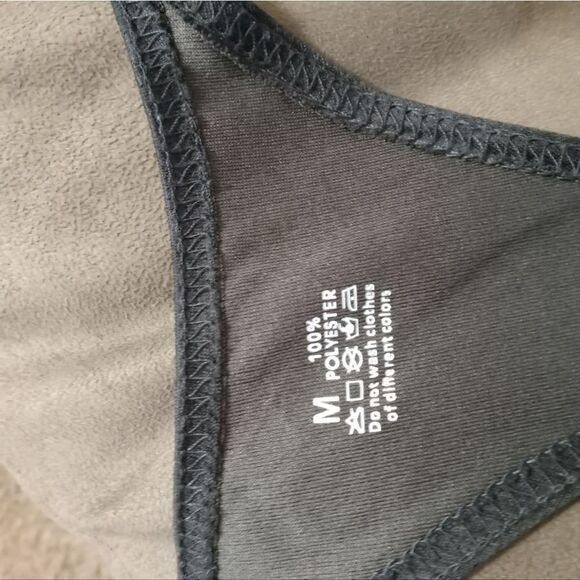 M
100%
POLYESTER
Do not wash clothes
of different colors